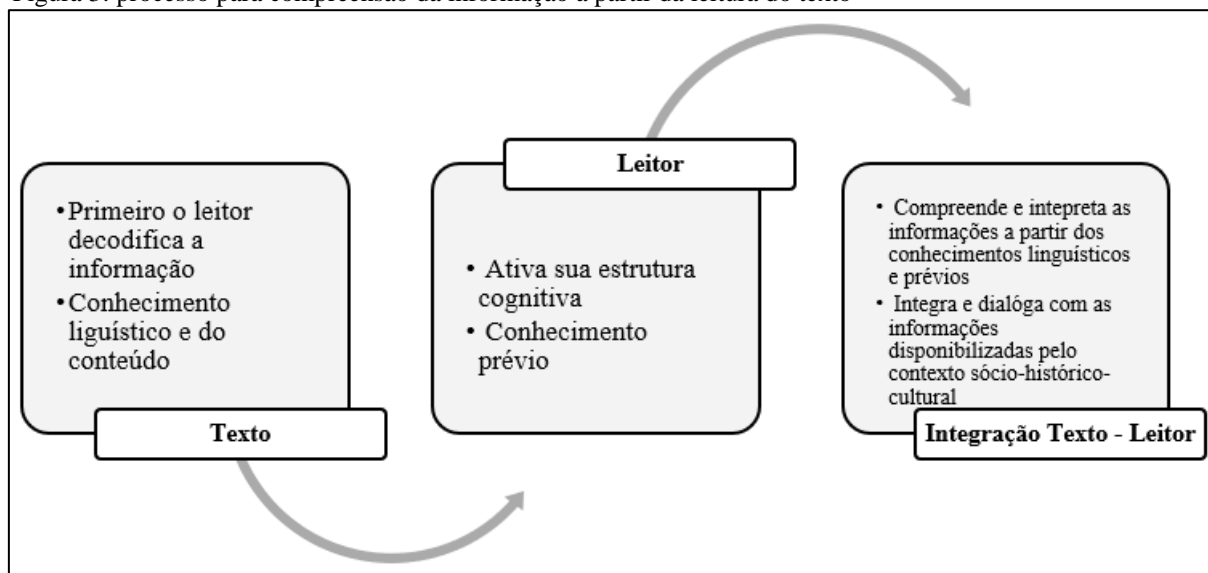 Figura 3: processo para compreensão da informação a partir da leitura do texto
•Primeiro o leitor
decodifica a
informação
•Conhecimento
liguístico e do
conteúdo
Texto
Leitor
• Ativa sua estrutura
cognitiva
• Conhecimento
prévio
• Compreende e intepreta as
informações a partir dos
conhecimentos linguísticos
e prévios
• Integra e dialóga com as
informações
disponibilizadas pelo
contexto sócio-histórico-
cultural
Integração Texto - Leitor